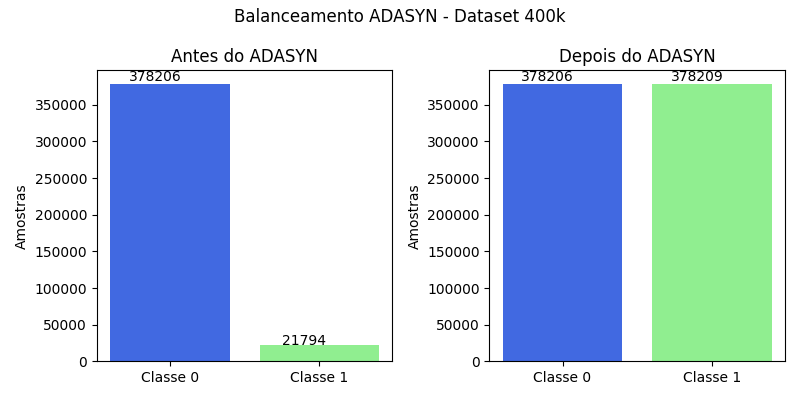 Balanceamento ADASYN - Dataset 400k
Antes do ADASYN
378206
21794
350000
300000
250000
200000
150000
100000
50000
0
Amostras
Classe 0
Classe 1
Depois do ADASYN
378206
378209
350000
300000
250000
200000
150000
100000
50000
0
Amostras
Classe 0
Classe 1